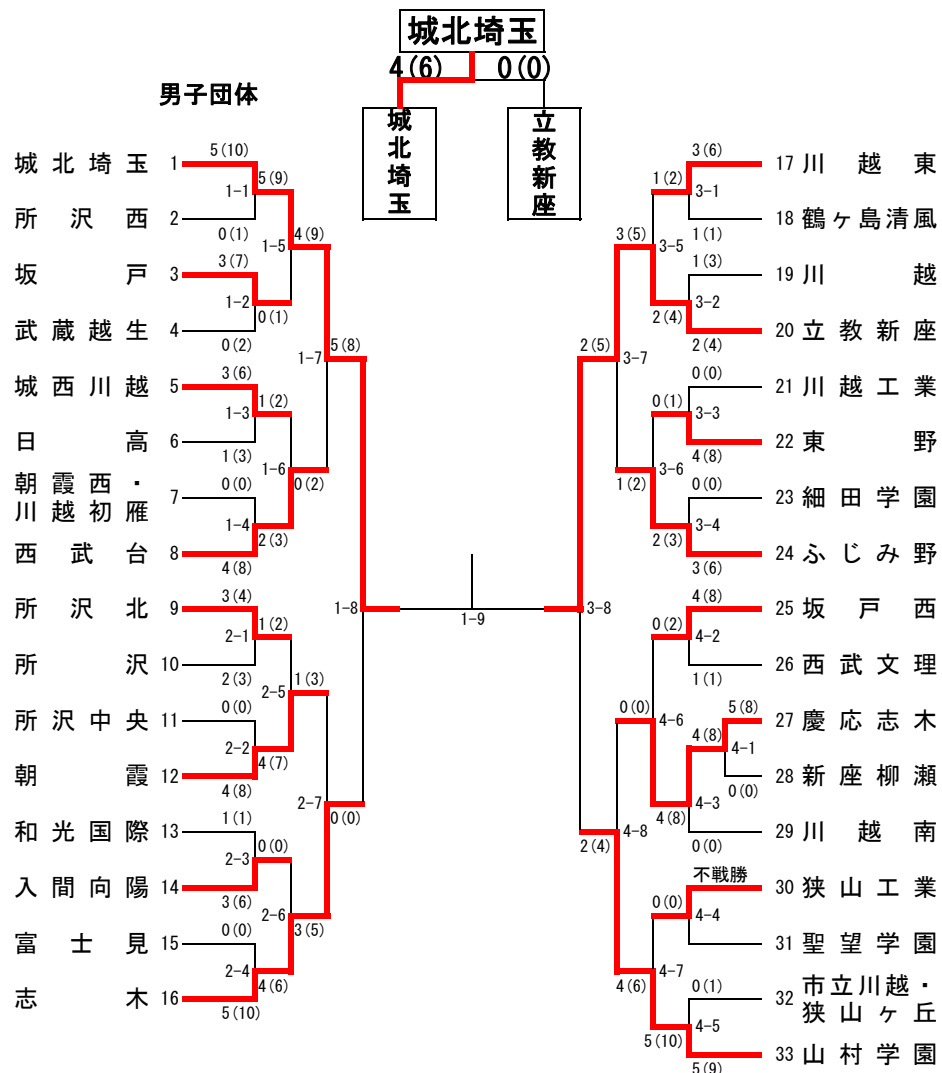 城北埼玉
4(6) 0(0)
男子団体
城北埼玉
立教新座
城北埼玉 1
所沢西 2
坂戸 3
武蔵越生 4
城西川越 5
日高 6
朝霞西・
川越初雁 7
西武台 8
所沢北 9
所沢 10
所沢中央 11
朝霞 12
和光国際 13
入間向陽 14
富士見 15
志木 16
5(10)
1-1
5(9)
0(1)
1-5
4(9)
3(7)
1-2
0(1)
0(2)
1-7
5(8)
3(6)
1-3
1(2)
1(3)
1-6
0(2)
0(0)
1-4
2(3)
4(8)
1-8
3(4)
2-1
1(2)
2(3)
2-5
1(3)
0(0)
2-2
4(7)
4(8)
2-7
0(0)
1(1)
2-3
0(0)
3(6)
2-6
3(5)
0(0)
2-4
4(6)
5(10)
1-9
17 川越東
18 鶴ヶ島清風
19 川越
20 立教新座
21 川越工業
22 東野
23 細田学園
24 ふじみ野
25 坂戸西
26 西武文理
27 慶応志木
28 新座柳瀬
29 川越南
30 狭山工業
31 聖望学園
32 市立川越・
狭山ヶ丘
33 山村学園
3(6)
1(2)
3-1
1(1)
3(5)
3-5
1(3)
3-2
2(4)
2(4)
2(5)
3-7
0(0)
0(1)
3-3
4(8)
1(2)
3-6
0(0)
3-4
2(3)
3(6)
3-8
4(8)
0(2)
4-2
1(1)
0(0)
4-6
5(8)
4(8)
4-1
0(0)
4-3
4(8)
0(0)
2(4)
4-8
不戦勝
0(0)
4-4
4-7
4(6)
0(1)
4-5
5(10)
5(9)